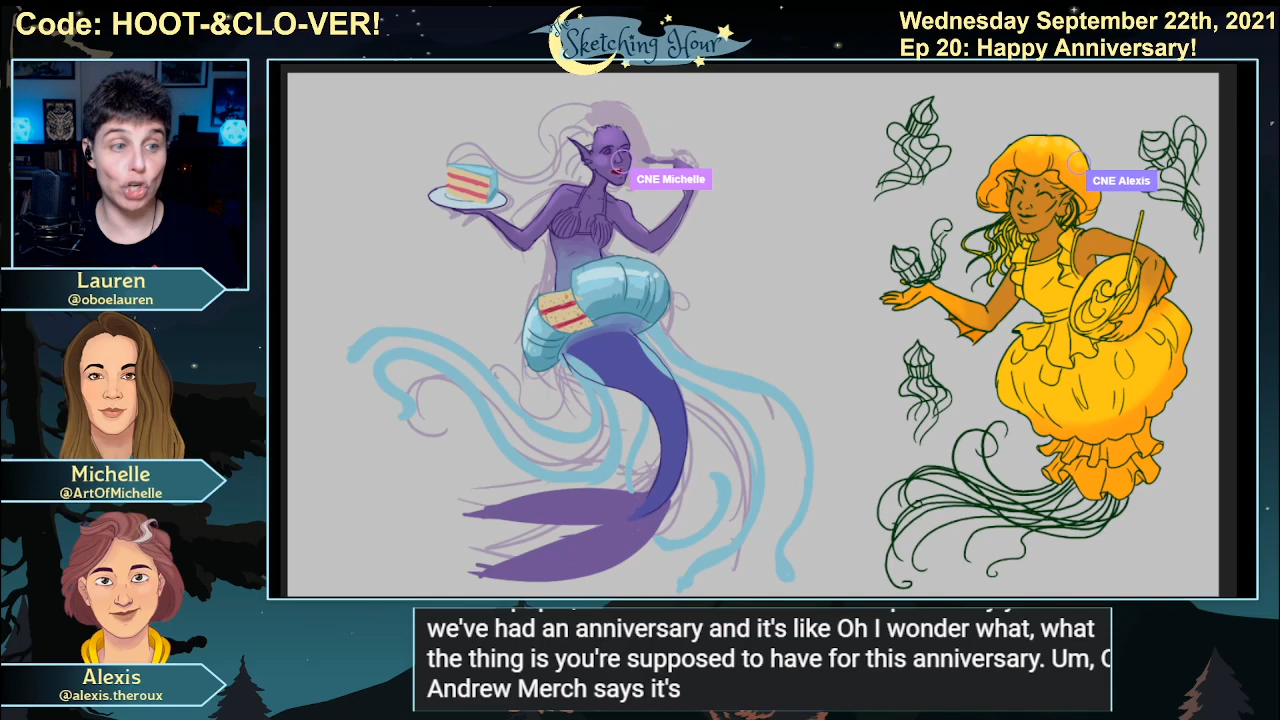 Code: HOOT-&CLO-VER!
The
Sketching Hour
Wednesday September 22th, 2021
Ep 20: Happy Anniversary!
CNE Michelle
CNE Alexis
Lauren
@oboelauren
Michelle
@ArtOfMichelle
Alexis
@alexis.theroux
we've had an anniversary and it's like Oh I wonder what, what
the thing is you're supposed to have for this anniversary. Um,
Andrew Merch says it's